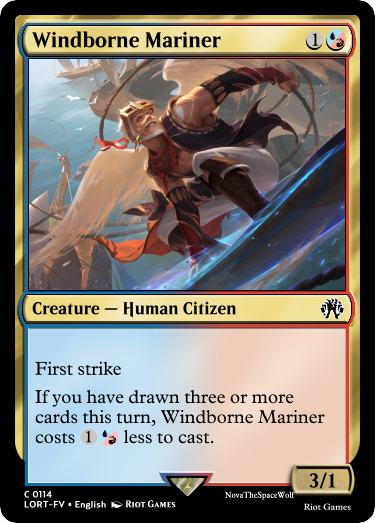 Windborne Mariner 1
Creature — Human Citizen
First strike
If you have drawn three or more
cards this turn, Windborne Mariner
costs 1 less to cast.
3/1
C 0114
LORT-FV • English Riot Games
NovaTheSpaceWolf
Riot Games